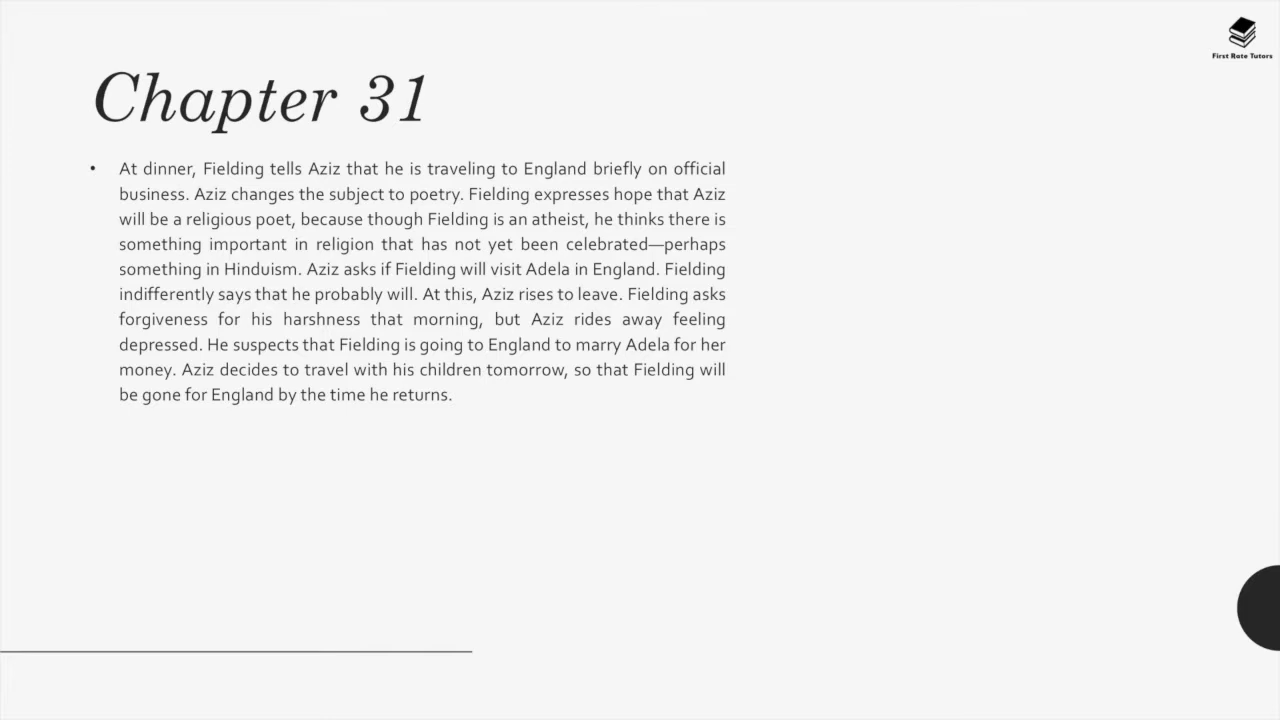 First Rate Tutors
Chapter 31
• At dinner, Fielding tells Aziz that he is traveling to England briefly on official
business. Aziz changes the subject to poetry. Fielding expresses hope that Aziz
will be a religious poet, because though Fielding is an atheist, he thinks there is
something important in religion that has not yet been celebrated—perhaps
something in Hinduism. Aziz asks if Fielding will visit Adela in England. Fielding
indifferently says that he probably will. At this, Aziz rises to leave. Fielding asks
forgiveness for his harshness that morning, but Aziz rides away feeling
depressed. He suspects that Fielding is going to England to marry Adela for her
money. Aziz decides to travel with his children tomorrow, so that Fielding will
be gone for England by the time he returns.